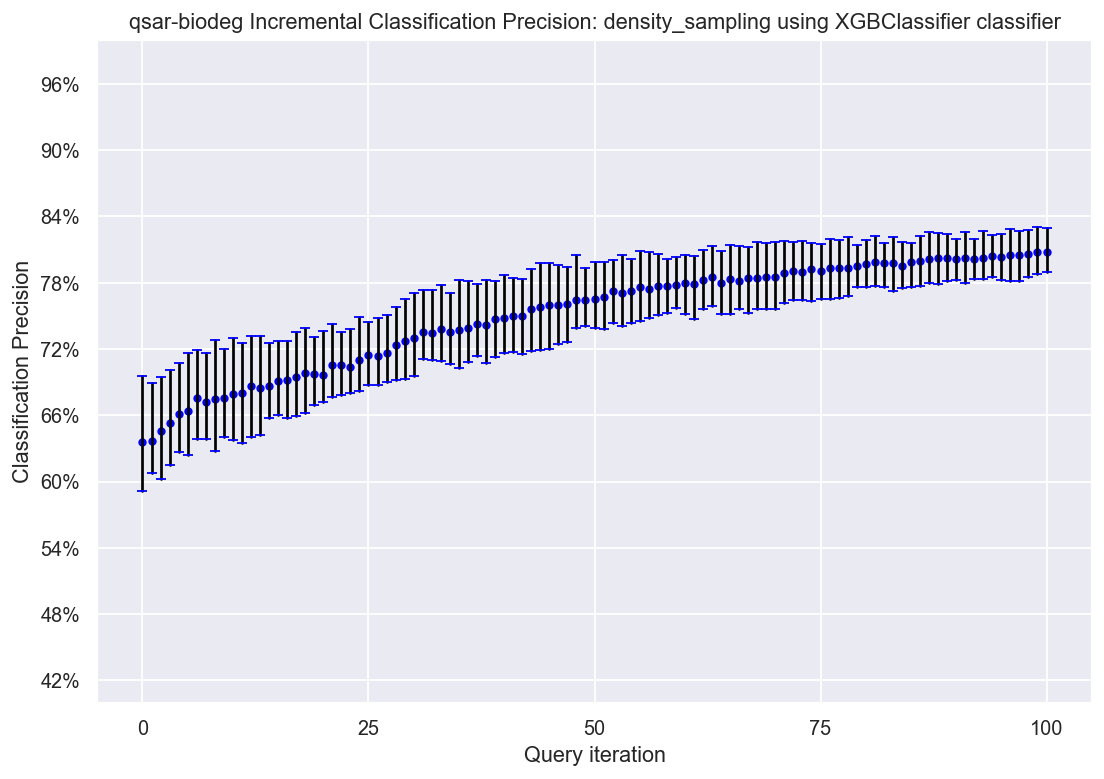 qsar-biodeg Incremental Classification Precision: density_sampling using XGBClassifier classifier
96%
90%
84%
78%
72%
66%
60%
54%
48%
42%
Classification Precision
0 25 50 75 100
Query iteration